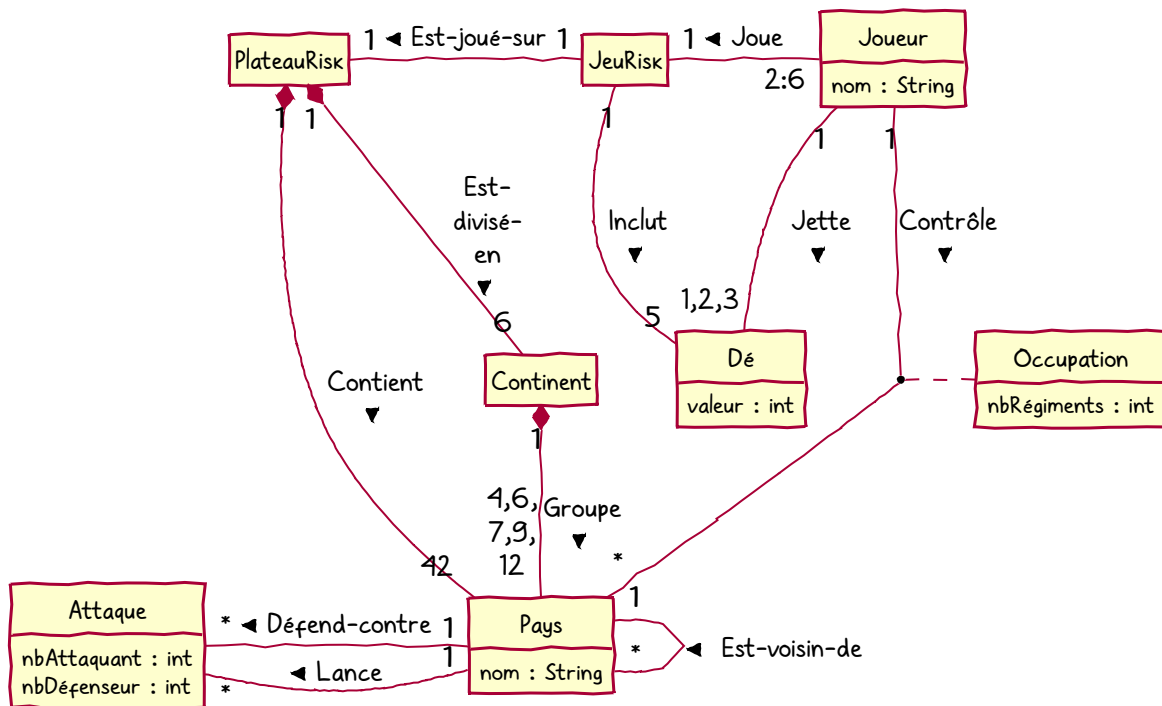 PlateauRisk
1 ◄ Est-joué-sur 1
JeuRisk
1 ◄ Joue
2:6
Joueur
nom : String
1
1
1
1
1
Est-
divisé-
en
▼
Inclut
▼
Jette
▼
Contrôle
▼
6
5
1,2,3
Continent
Dé
valeur : int
Occupation
nbRégiments : int
Contient
▼
1
4,6,
7,9,
12
Groupe
▼
42
*
1
Attaque
nbAttaquant : int
nbDéfenseur : int
* ◄ Défend-contre 1
◄ Lance 1
*
Pays
nom : String
* ◄ Est-voisin-de